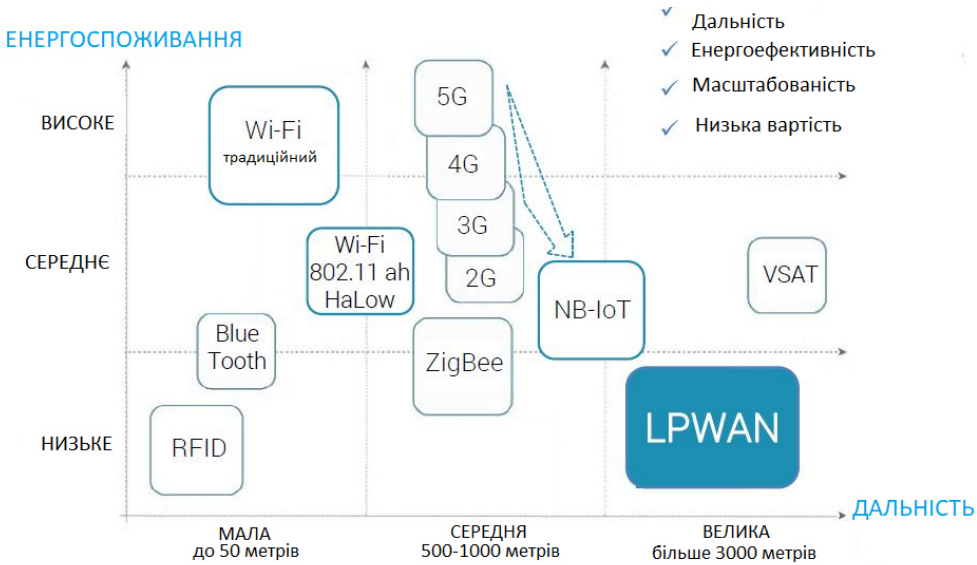 ЕНЕРГОСПОЖИВАННЯ
Дальність
Енергоефективність
Масштабованість
Низька вартість
ВИСОКЕ
СЕРЕДНЄ
НИЗЬКЕ
Wi-Fi
традиційний
5G
4G
3G
2G
Wi-Fi
802.11 ah
HaLow
NB-IoT
VSAT
Blue
Tooth
ZigBee
RFID
LPWAN
ДАЛЬНІСТЬ
МАЛА
до 50 метрів
СЕРЕДНЯ
500-1000 метрів
ВЕЛИКА
більше 3000 метрів